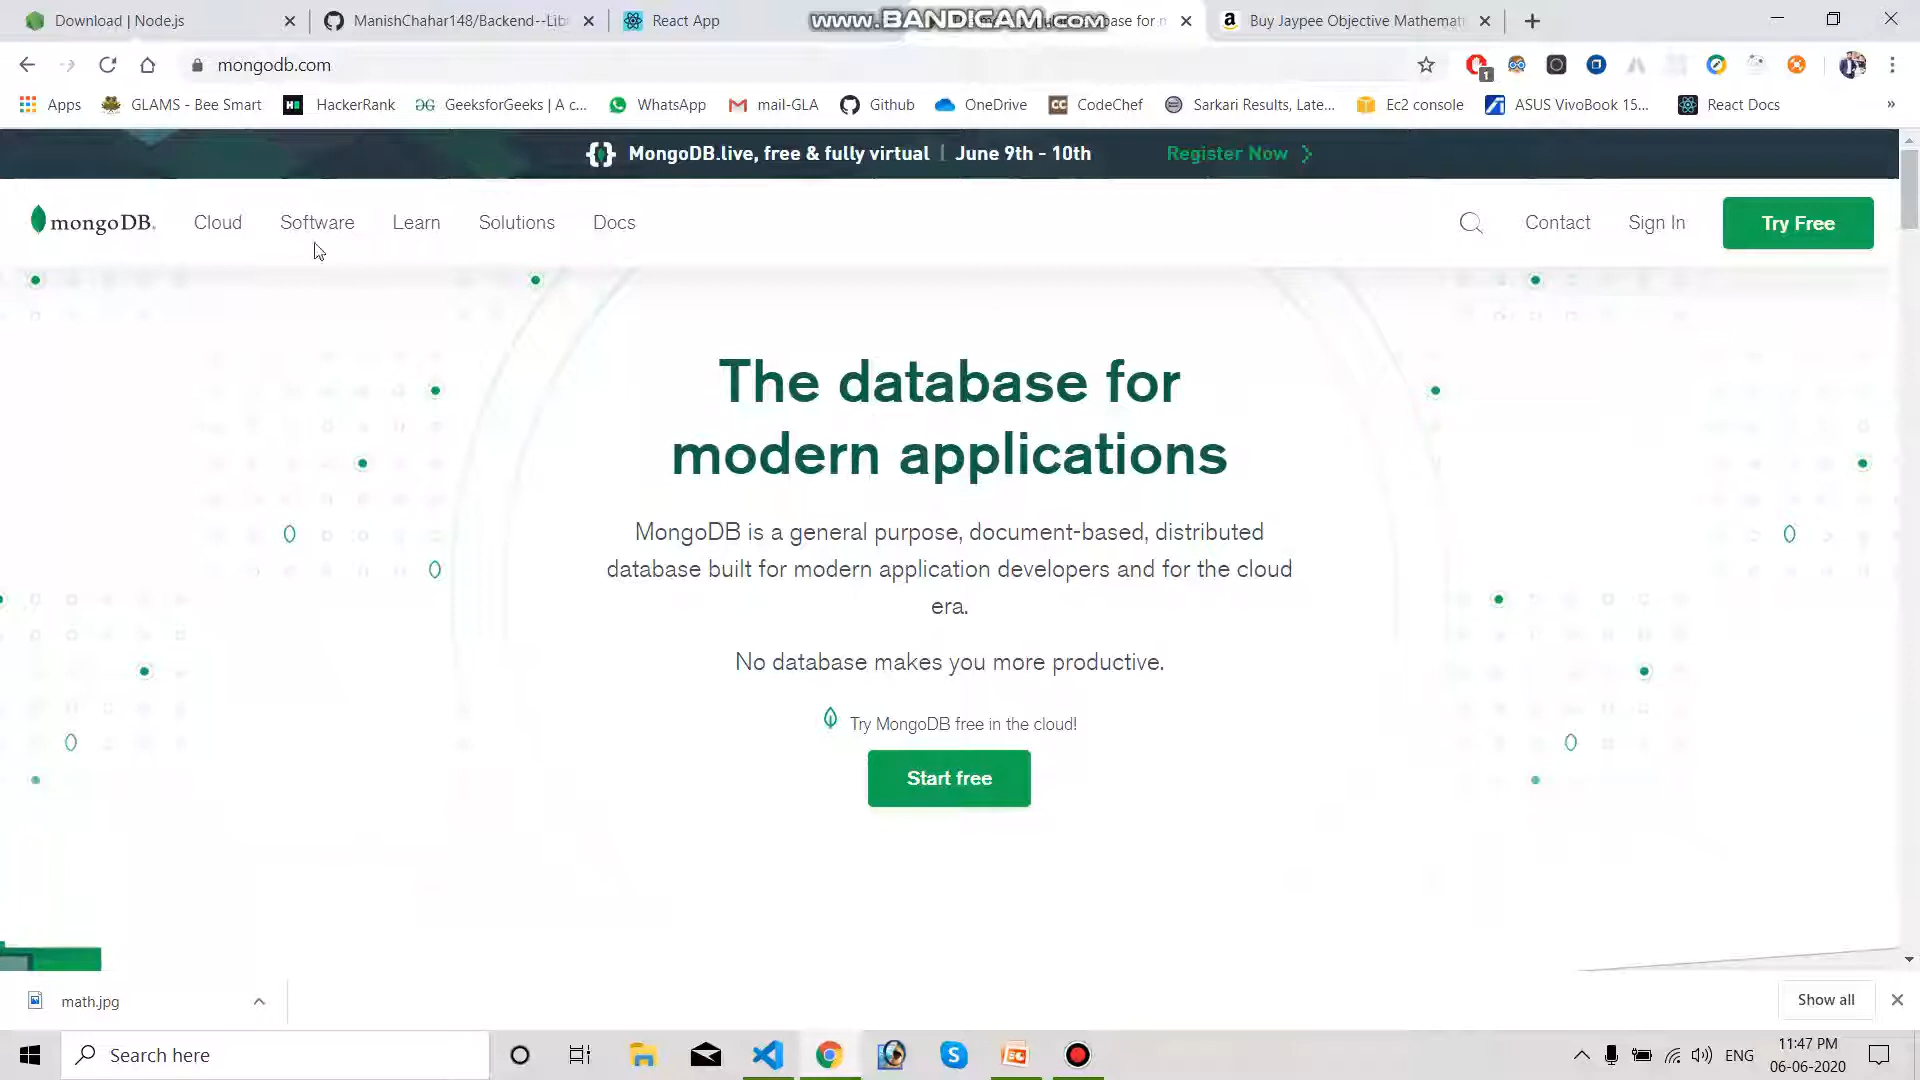 Download | Node.js
ManishChahar148/Backend--Lib
React App
www.BANDICAM.com
base for m
Buy Jaypee Objective Mathemat
mongodb.com
1
Apps
GLAMS - Bee Smart
HackerRank
GeeksforGeeks | A c...
WhatsApp
mail-GLA
Github
OneDrive
CodeChef
Sarkari Results, Late...
Ec2 console
ASUS VivoBook 15...
React Docs
»
MongoDB.live, free & fully virtual | June 9th - 10th
Register Now
mongoDB.
Cloud
Software
Learn
Solutions
Docs
Contact
Sign In
Try Free
The database for
modern applications
MongoDB is a general purpose, document-based, distributed
database built for modern application developers and for the cloud
era.
No database makes you more productive.
Try MongoDB free in the cloud!
Start free
math.jpg
Show all
Search here
ENG
11:47 PM
06-06-2020